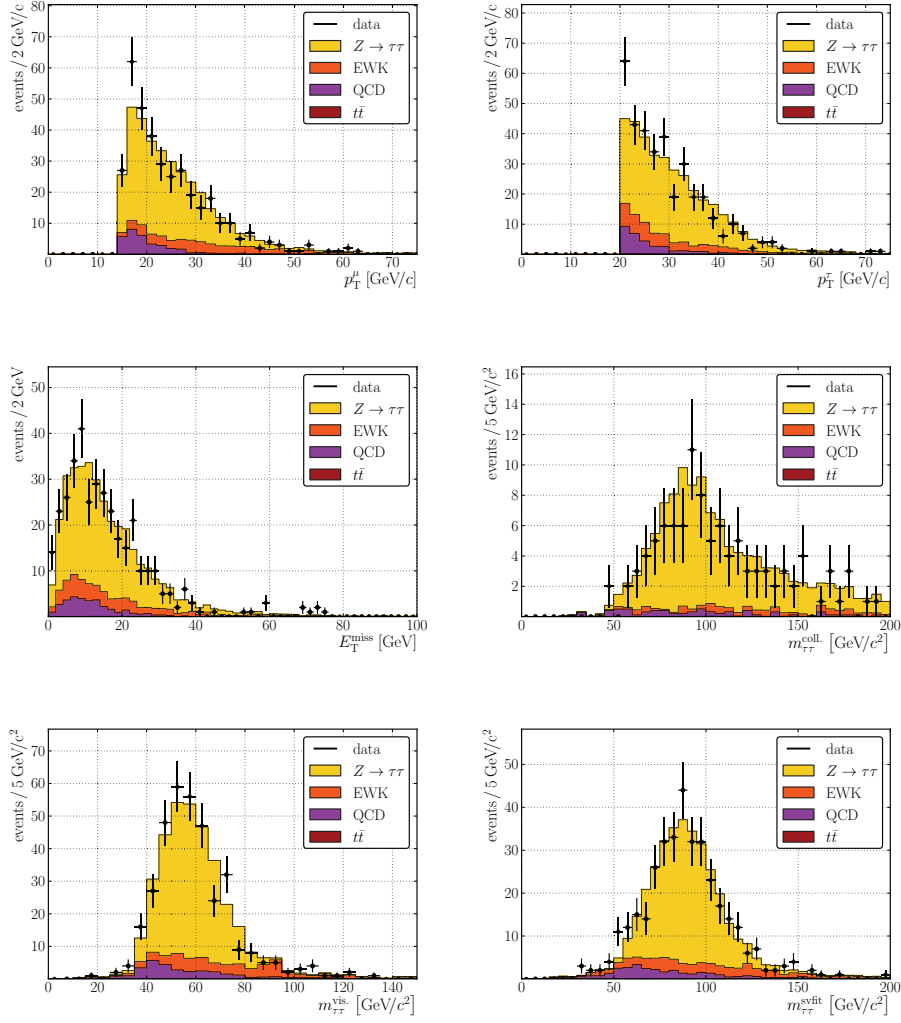 events / 2 GeV/c
80
70
60
50
40
30
20
10
0 10 20 30 40 50 60 70
p_T^μ [GeV/c]
data
Z → ττ
EWK
QCD
tt̄
events / 2 GeV/c
80
70
60
50
40
30
20
10
0 10 20 30 40 50 60 70
p_T^τ [GeV/c]
data
Z → ττ
EWK
QCD
tt̄
events / 2 GeV
50
40
30
20
10
0 20 40 60 80 100
E_T^miss [GeV]
data
Z → ττ
EWK
QCD
tt̄
events / 5 GeV/c²
16
14
12
10
8
6
4
2
0 50 100 150 200
m_ττ^coll. [GeV/c²]
data
Z → ττ
EWK
QCD
tt̄
events / 5 GeV/c²
70
60
50
40
30
20
10
0 20 40 60 80 100 120 140
m_ττ^vis. [GeV/c²]
data
Z → ττ
EWK
QCD
tt̄
events / 5 GeV/c²
50
40
30
20
10
0 50 100 150 200
m_ττ^svfit [GeV/c²]
data
Z → ττ
EWK
QCD
tt̄